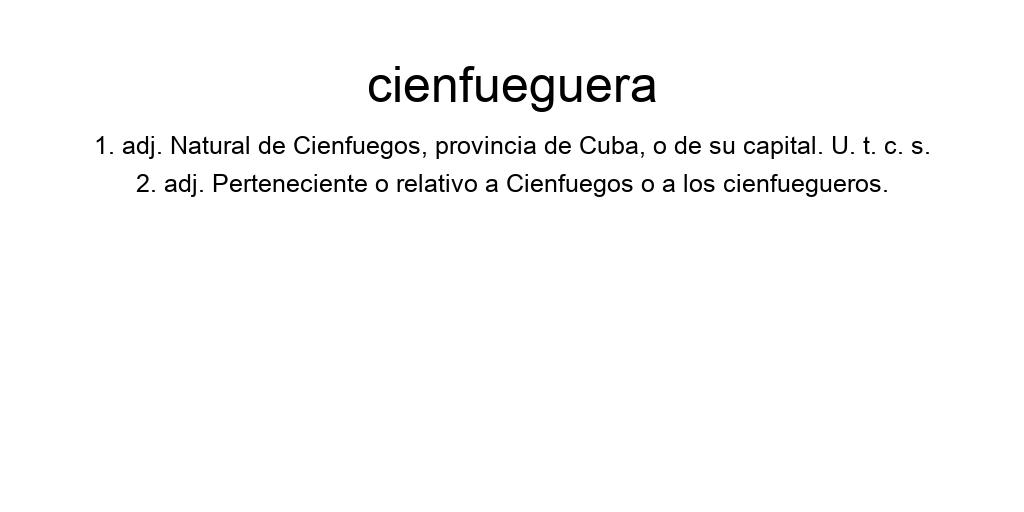 cienfueguera
1. adj. Natural de Cienfuegos, provincia de Cuba, o de su capital. U. t. c. s.
2. adj. Perteneciente o relativo a Cienfuegos o a los cienfuegueros.